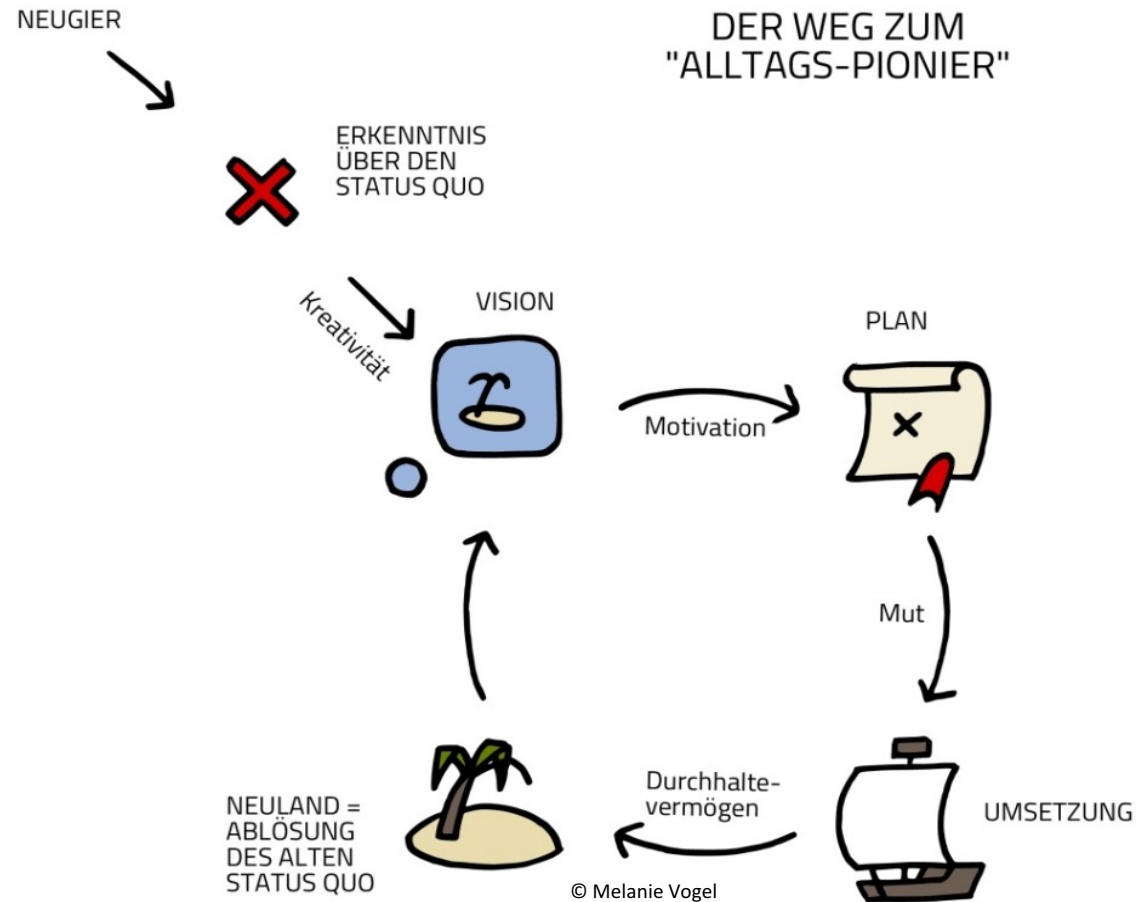 NEUGIER
DER WEG ZUM
"ALLTAGS-PIONIER"
ERKENNTNIS
ÜBER DEN
STATUS QUO
Kreativität
VISION
Motivation
PLAN
Mut
UMSETZUNG
Durchhalte-
vermögen
NEULAND =
ABLÖSUNG
DES ALTEN
STATUS QUO
© Melanie Vogel